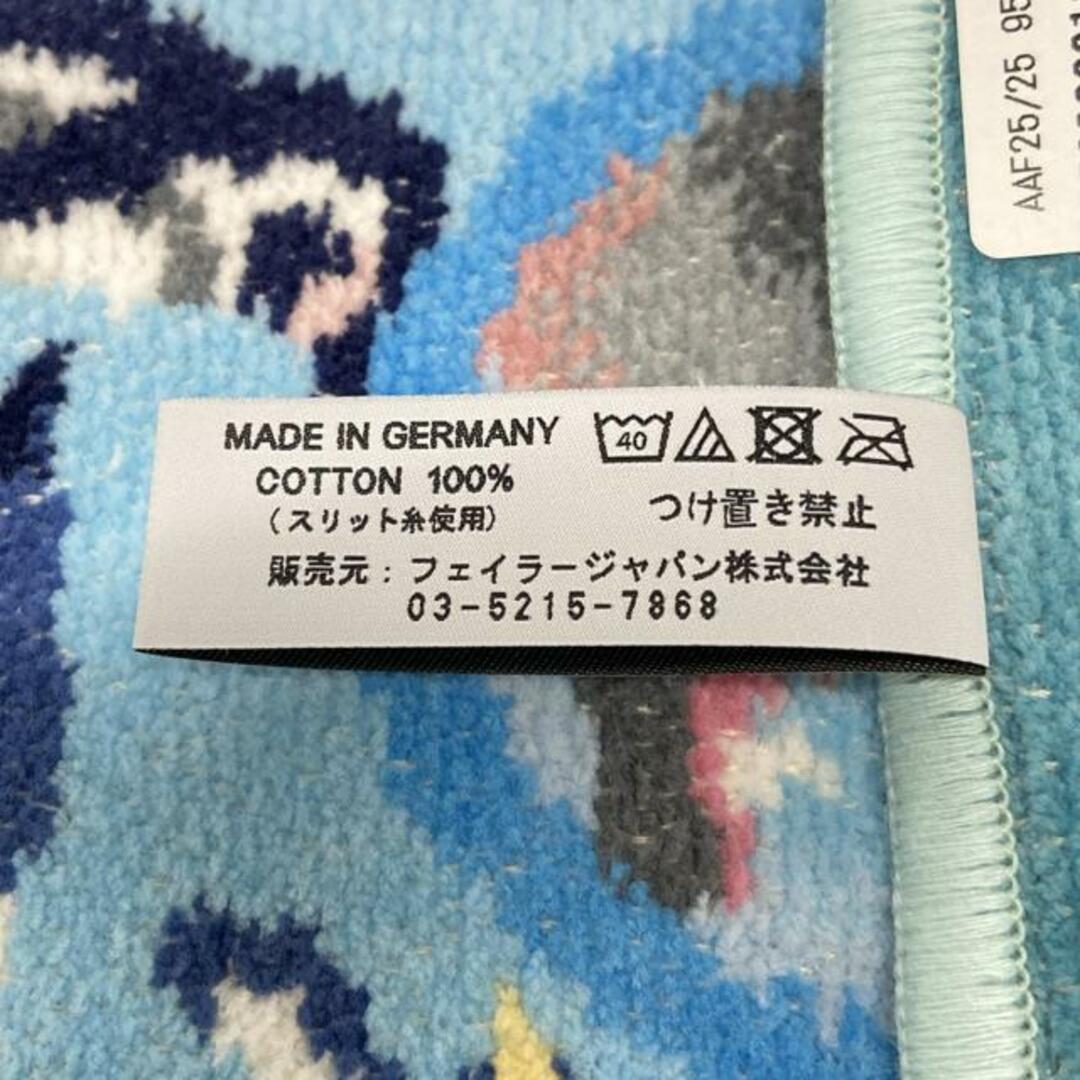 MADE IN GERMANY
COTTON 100%
(スリット糸使用)
40
つけ置き禁止
販売元：フェイラージャパン株式会社
03-5215-7868
AAF25/25 95